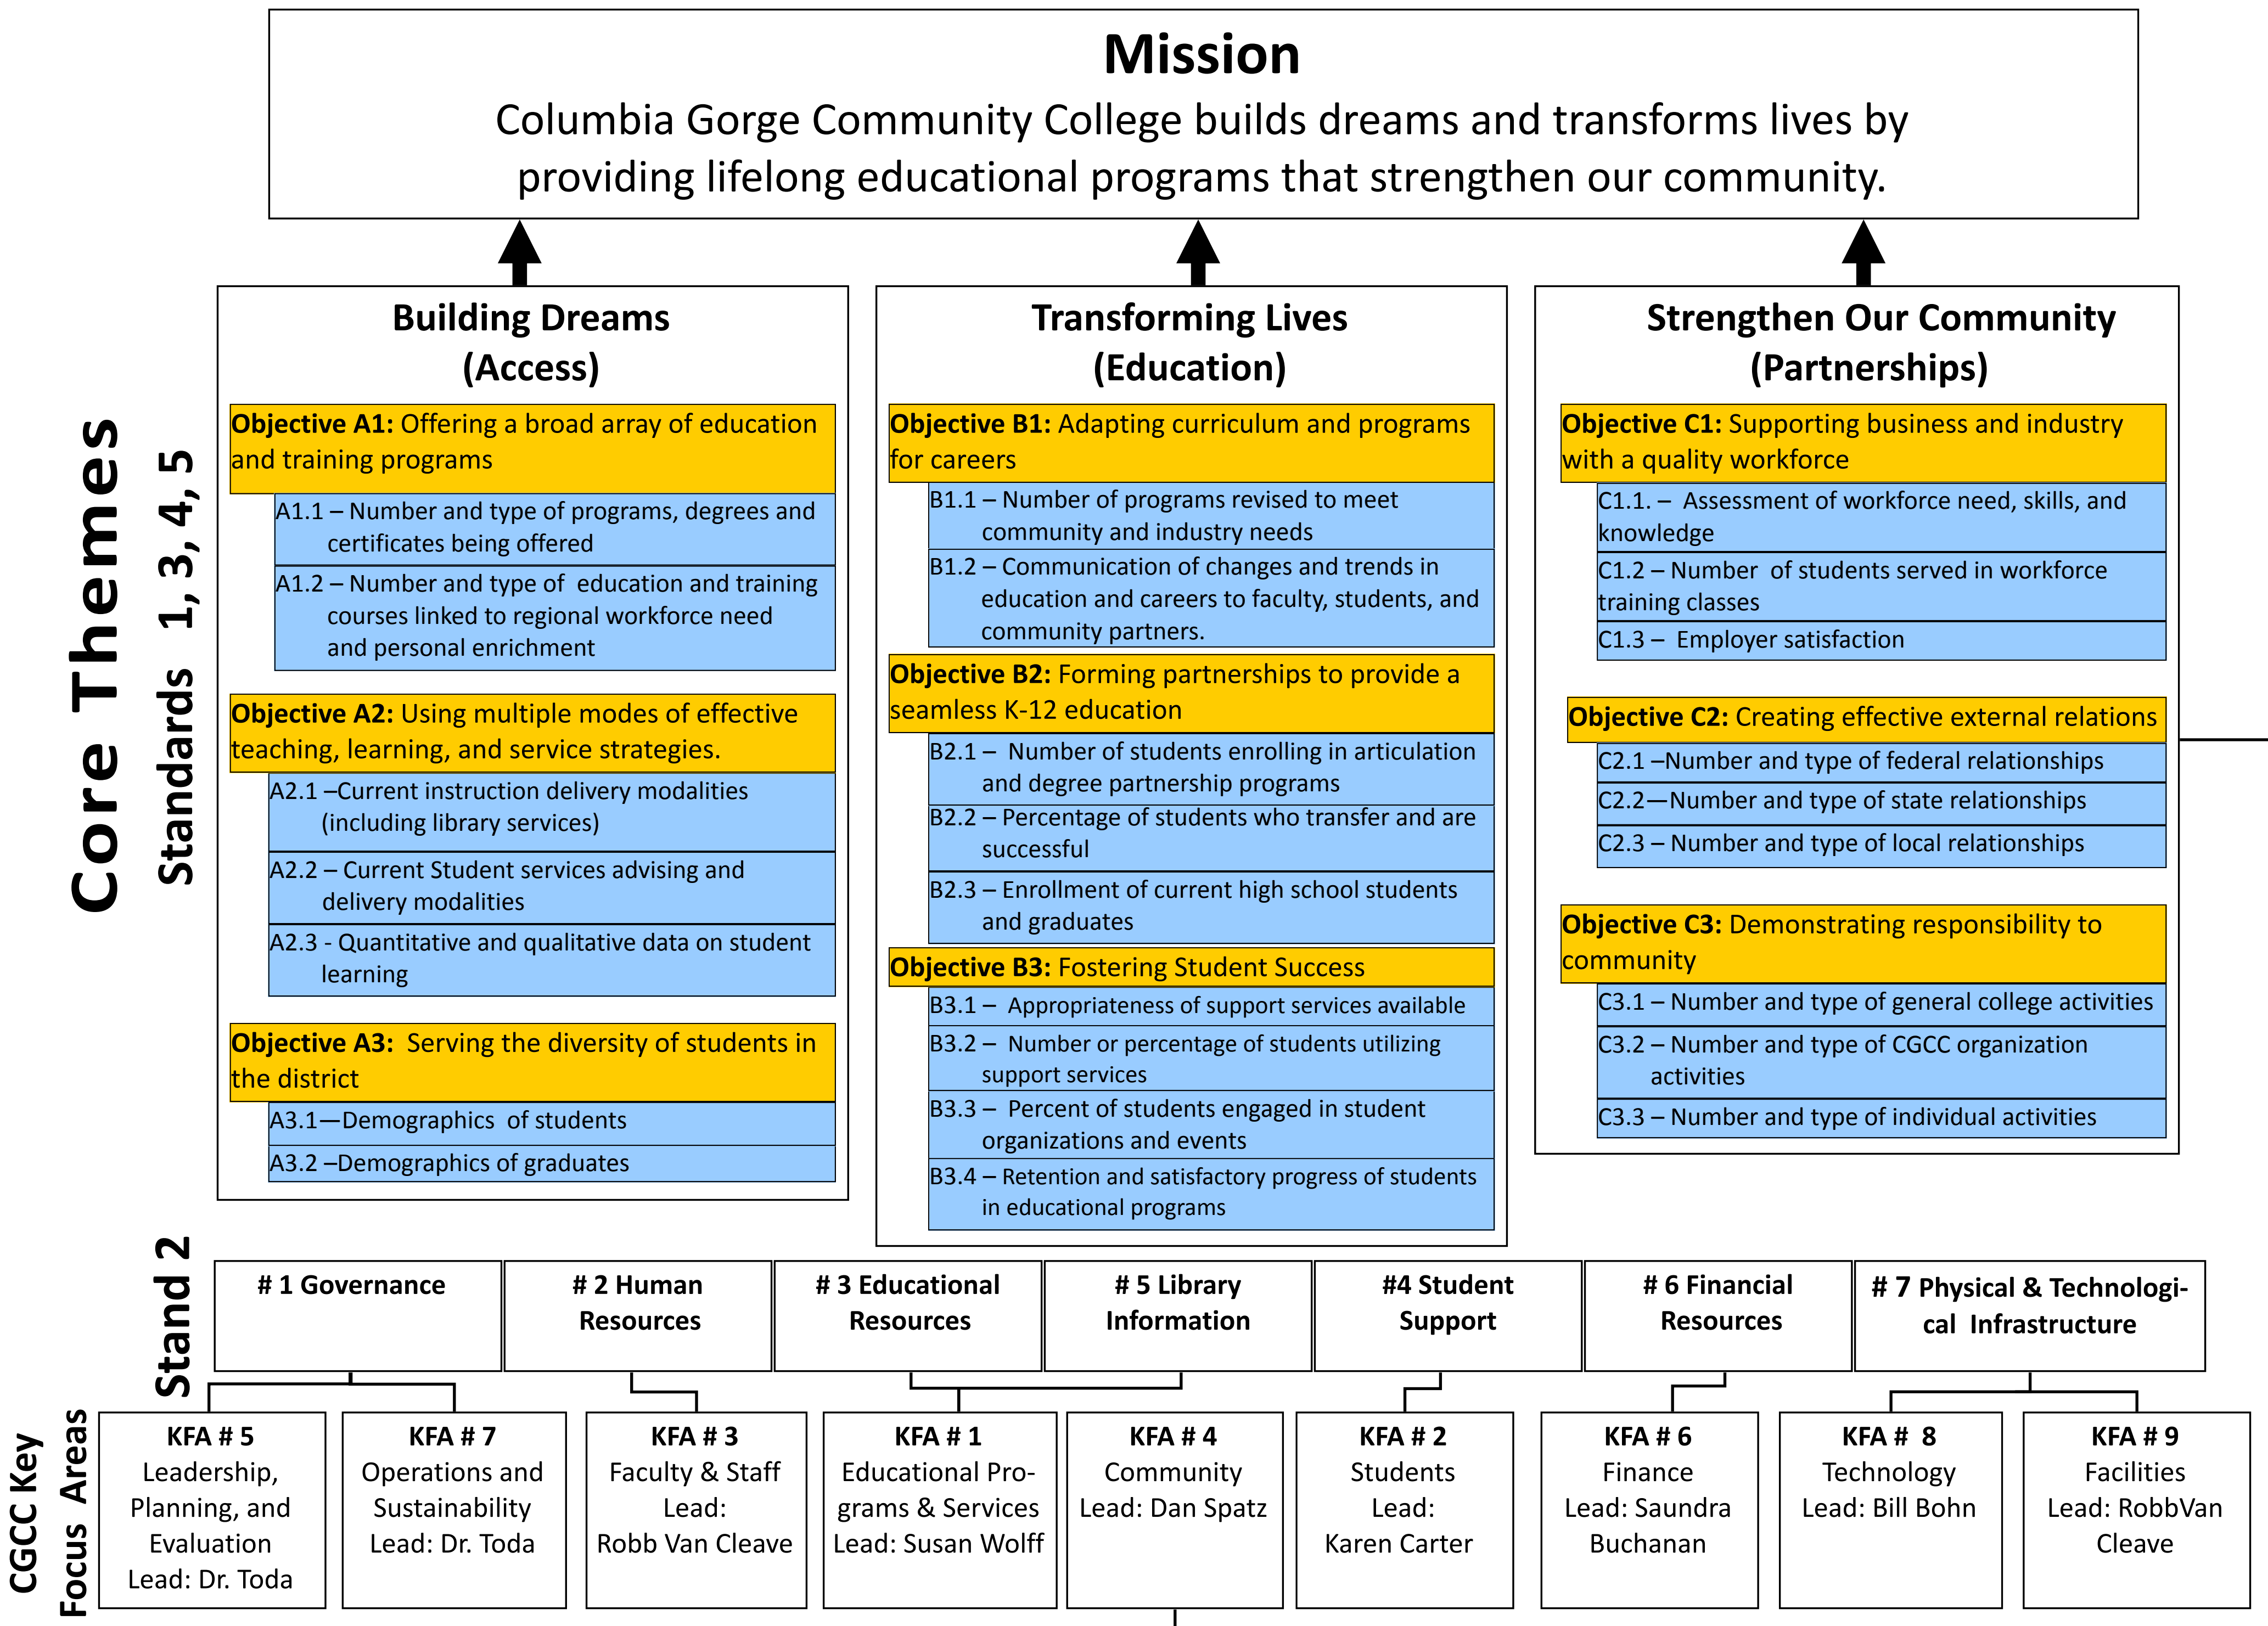 Mission
Columbia Gorge Community College builds dreams and transforms lives by
providing lifelong educational programs that strengthen our community.
Core Themes
Standards 1, 3, 4, 5
Building Dreams
(Access)
Objective A1: Offering a broad array of education
and training programs
A1.1 – Number and type of programs, degrees and
certificates being offered
A1.2 – Number and type of education and training
courses linked to regional workforce need
and personal enrichment
Objective A2: Using multiple modes of effective
teaching, learning, and service strategies.
A2.1 –Current instruction delivery modalities
(including library services)
A2.2 – Current Student services advising and
delivery modalities
A2.3 - Quantitative and qualitative data on student
learning
Objective A3: Serving the diversity of students in
the district
A3.1—Demographics of students
A3.2 –Demographics of graduates
Transforming Lives
(Education)
Objective B1: Adapting curriculum and programs
for careers
B1.1 – Number of programs revised to meet
community and industry needs
B1.2 – Communication of changes and trends in
education and careers to faculty, students, and
community partners.
Objective B2: Forming partnerships to provide a
seamless K-12 education
B2.1 – Number of students enrolling in articulation
and degree partnership programs
B2.2 – Percentage of students who transfer and are
successful
B2.3 – Enrollment of current high school students
and graduates
Objective B3: Fostering Student Success
B3.1 – Appropriateness of support services available
B3.2 – Number or percentage of students utilizing
support services
B3.3 – Percent of students engaged in student
organizations and events
B3.4 – Retention and satisfactory progress of students
in educational programs
Strengthen Our Community
(Partnerships)
Objective C1: Supporting business and industry
with a quality workforce
C1.1. – Assessment of workforce need, skills, and
knowledge
C1.2 – Number of students served in workforce
training classes
C1.3 – Employer satisfaction
Objective C2: Creating effective external relations
C2.1 –Number and type of federal relationships
C2.2—Number and type of state relationships
C2.3 – Number and type of local relationships
Objective C3: Demonstrating responsibility to
community
C3.1 – Number and type of general college activities
C3.2 – Number and type of CGCC organization
activities
C3.3 – Number and type of individual activities
Stand 2
# 1 Governance
# 2 Human
Resources
# 3 Educational
Resources
# 5 Library
Information
#4 Student
Support
# 6 Financial
Resources
# 7 Physical & Technologi-
cal Infrastructure
CGCC Key
Focus Areas
KFA # 5
Leadership,
Planning, and
Evaluation
Lead: Dr. Toda
KFA # 7
Operations and
Sustainability
Lead: Dr. Toda
KFA # 3
Faculty & Staff
Lead:
Robb Van Cleave
KFA # 1
Educational Pro-
grams & Services
Lead: Susan Wolff
KFA # 4
Community
Lead: Dan Spatz
KFA # 2
Students
Lead:
Karen Carter
KFA # 6
Finance
Lead: Saundra
Buchanan
KFA # 8
Technology
Lead: Bill Bohn
KFA # 9
Facilities
Lead: RobbVan
Cleave